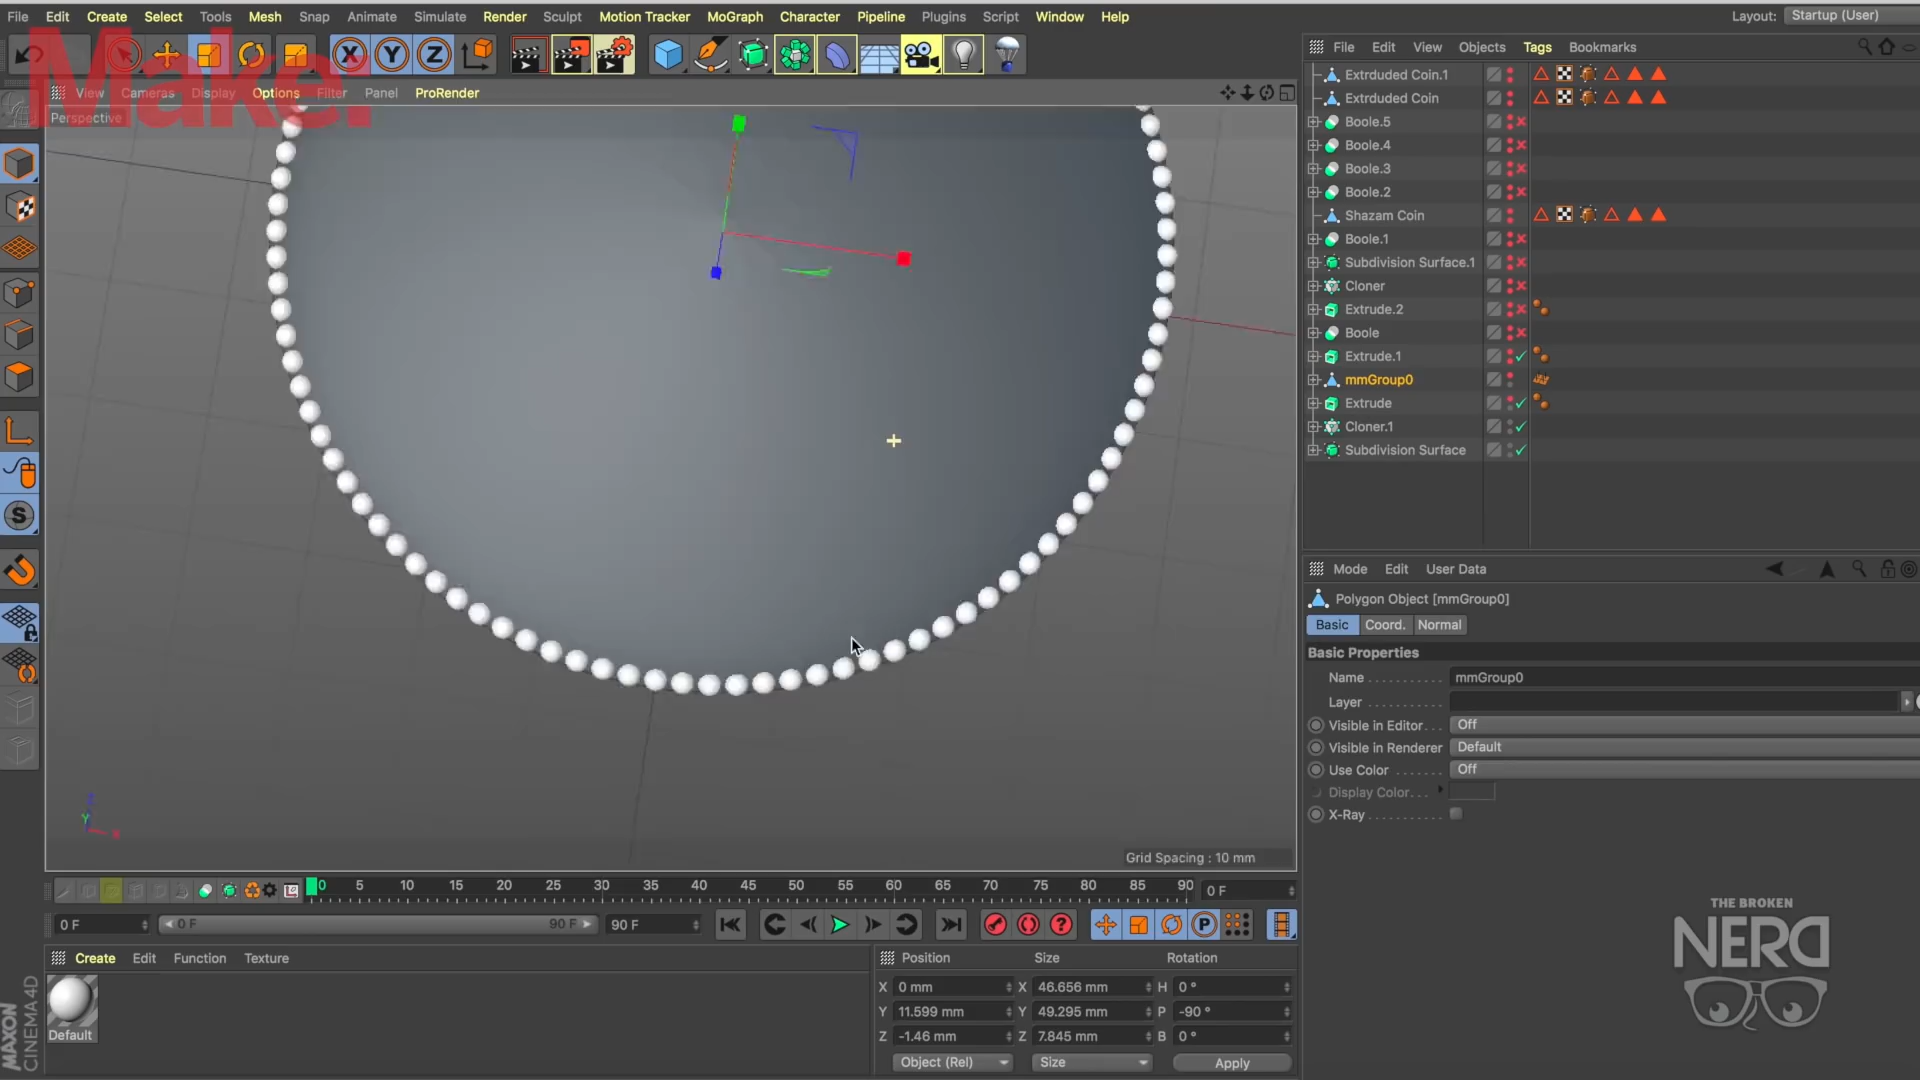 File Edit Create Select Tools Mesh Snap Animate Simulate Render Sculpt Motion Tracker MoGraph Character Pipeline Plugins Script Window Help Layout: Startup (User)
Make:
X Y Z
File Edit View Objects Tags Bookmarks
View Cameras Display Options Filter Panel ProRender
Perspective
Extrduded Coin.1
Extrduded Coin
Boole.5
Boole.4
Boole.3
Boole.2
Shazam Coin
Boole.1
Subdivision Surface.1
Cloner
Extrude.2
Boole
Extrude.1
mmGroup0
Extrude
Cloner.1
Subdivision Surface
S
Mode Edit User Data
Polygon Object [mmGroup0]
Basic Coord. Normal
Basic Properties
Name mmGroup0
Layer
Visible in Editor Off
Visible in Renderer Default
Use Color Off
Display Color
X-Ray
Y X
Grid Spacing : 10 mm
0 5 10 15 20 25 30 35 40 45 50 55 60 65 70 75 80 85 90 0 F
0 F 0 F 90 F 90 F ? P
Create Edit Function Texture
Default
MAXON
CINEMA 4D
Position Size Rotation
X 0 mm X 46.656 mm H 0 °
Y 11.599 mm Y 49.295 mm P -90 °
Z -1.46 mm Z 7.845 mm B 0 °
Object (Rel) Size Apply
THE BROKEN
NERD